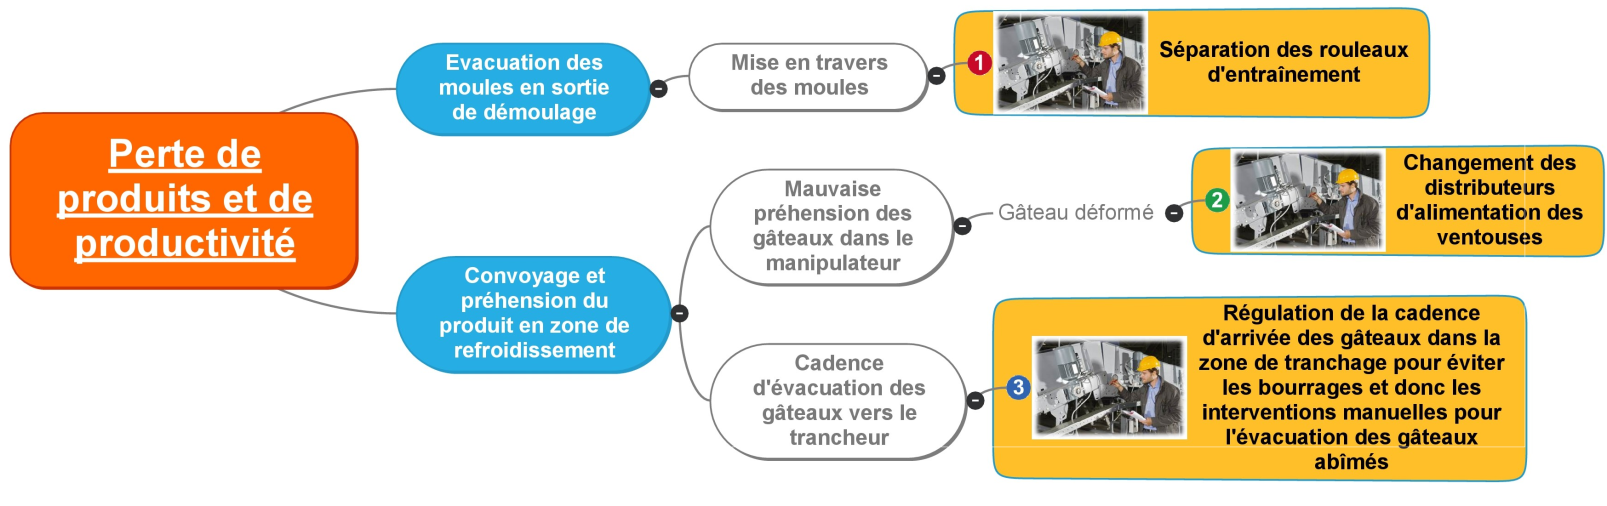 Perte de
produits et de
productivité
Evacuation des
moules en sortie
de démoulage
Mise en travers
des moules
1
Séparation des rouleaux
d'entraînement
Convoyage et
préhension du
produit en zone de
refroidissement
Mauvaise
préhension des
gâteaux dans le
manipulateur
Gâteau déformé
2
Changement des
distributeurs
d'alimentation des
ventouses
Cadence
d'évacuation des
gâteaux vers le
trancheur
3
Régulation de la cadence
d'arrivée des gâteaux dans la
zone de tranchage pour éviter
les bourrages et donc les
interventions manuelles pour
l'évacuation des gâteaux
abîmés